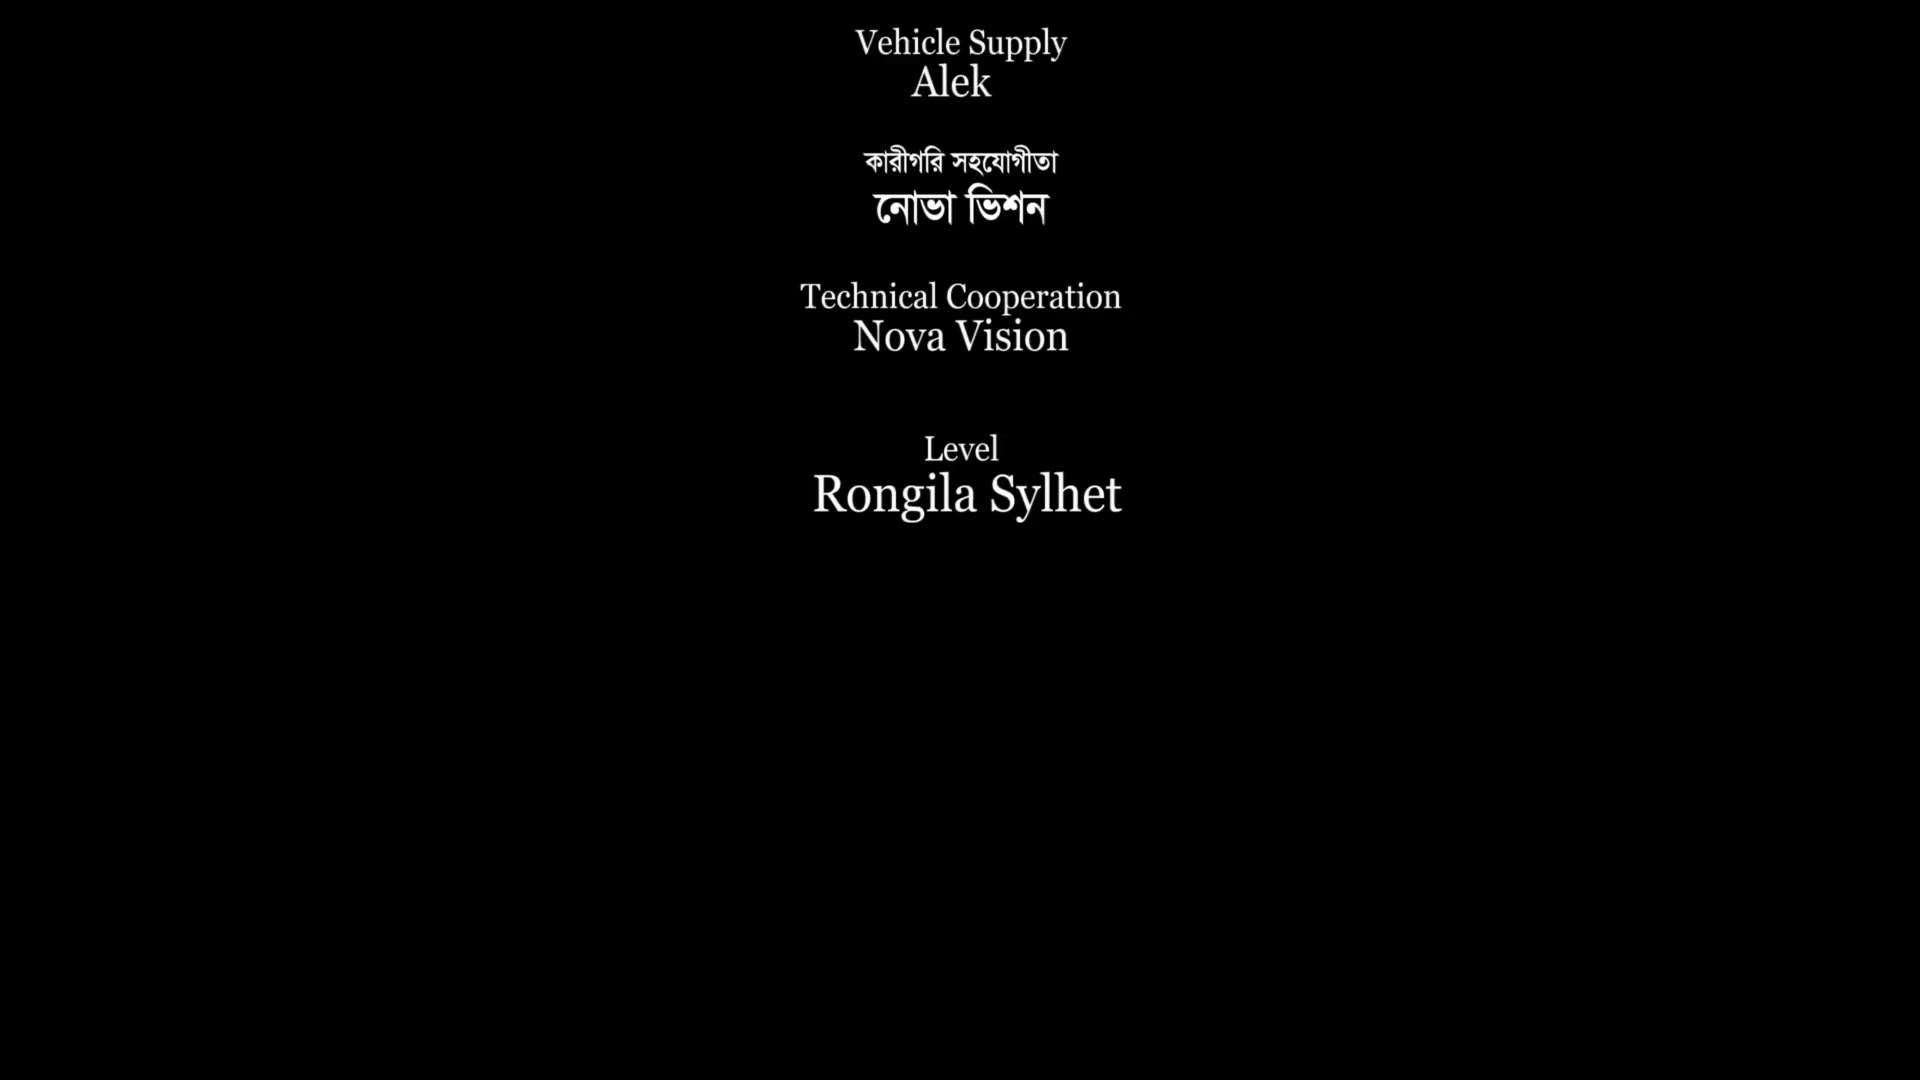 Vehicle Supply
Alek
কারীগরি সহযোগীতা
নোভা ভিশন
Technical Cooperation
Nova Vision
Level
Rongila Sylhet